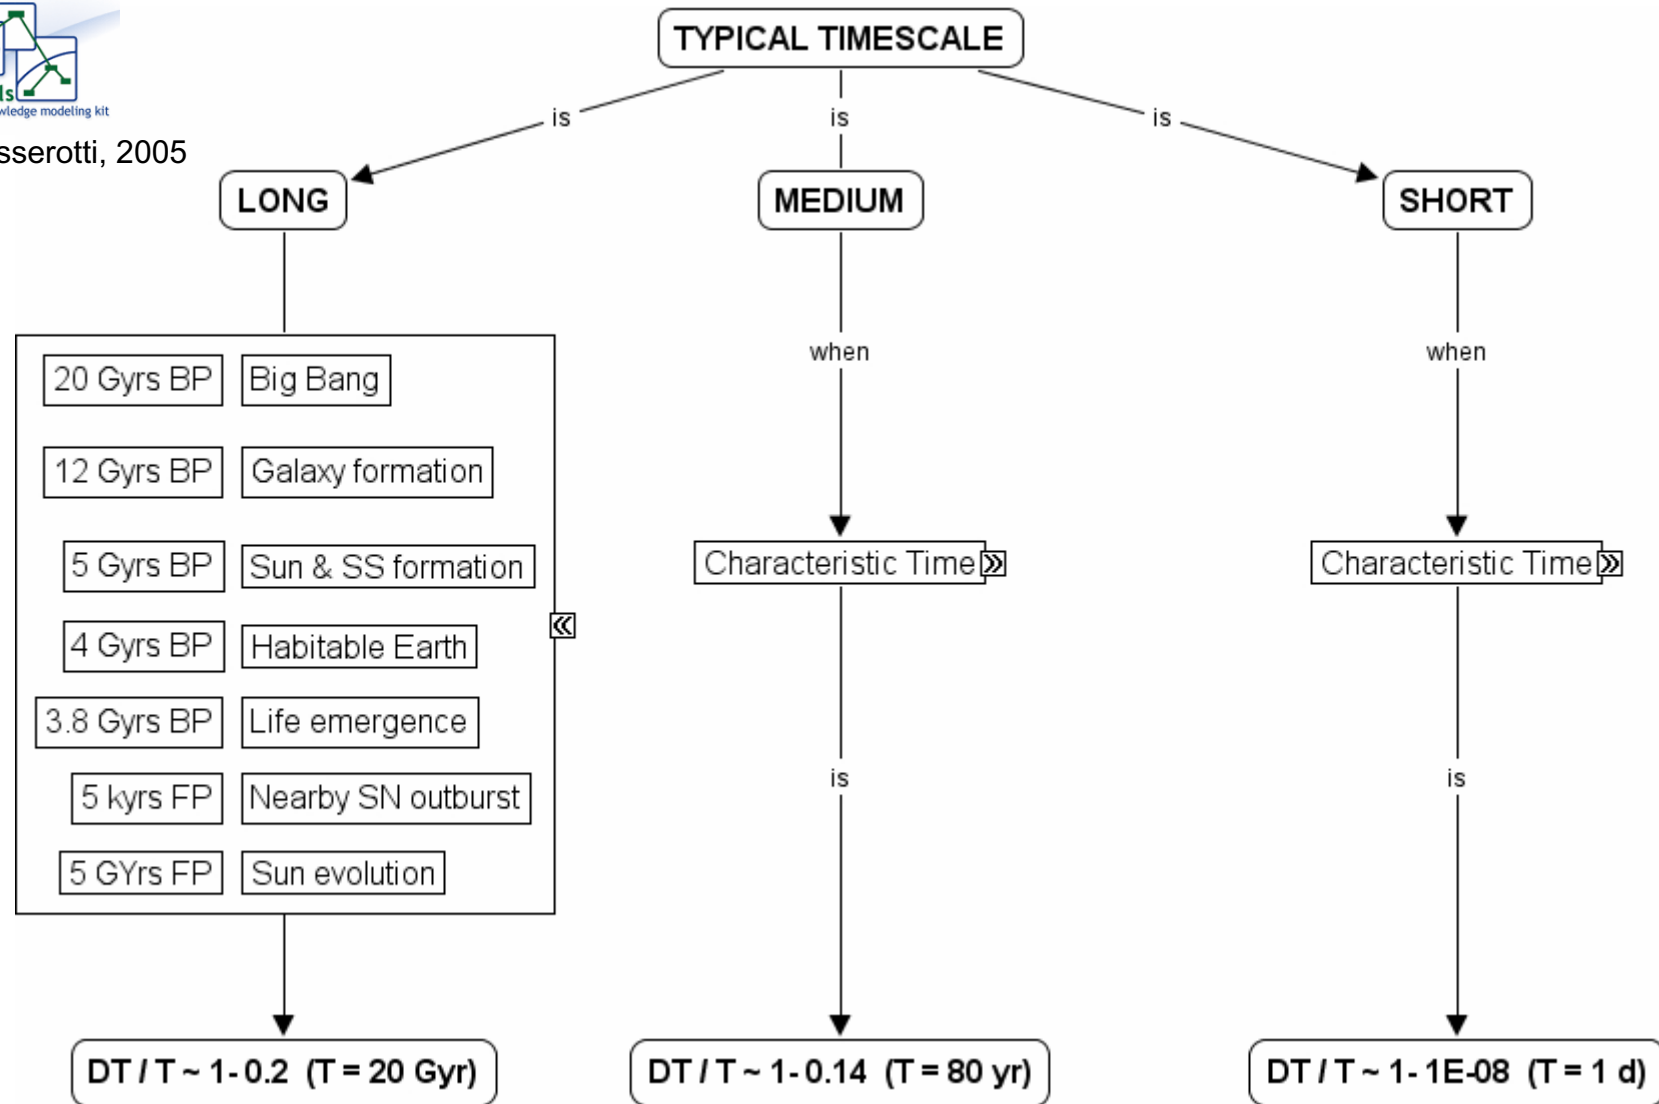 TYPICAL TIMESCALE
ls
wledge modeling kit
sserotti, 2005
is
is
is
LONG
MEDIUM
SHORT
20 Gyrs BP Big Bang
12 Gyrs BP Galaxy formation
5 Gyrs BP Sun & SS formation
4 Gyrs BP Habitable Earth
3.8 Gyrs BP Life emergence
5 kyrs FP Nearby SN outburst
5 GYrs FP Sun evolution
«
DT / T ~ 1- 0.2 (T = 20 Gyr)
when
Characteristic Time »
is
DT / T ~ 1- 0.14 (T = 80 yr)
when
Characteristic Time »
is
DT / T ~ 1- 1E-08 (T = 1 d)